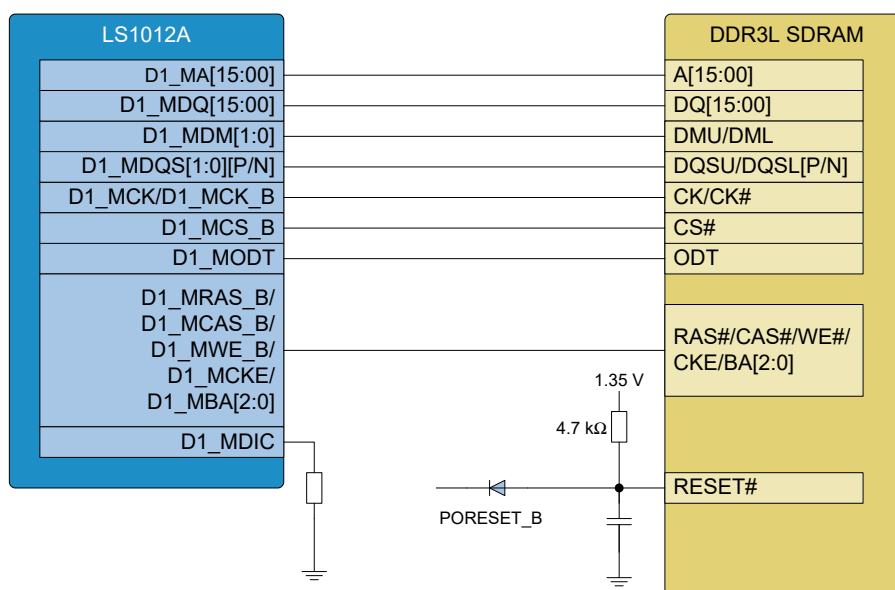 LS1012A
DDR3L SDRAM
D1_MA[15:00]
A[15:00]
D1_MDQ[15:00]
DQ[15:00]
D1_MDM[1:0]
DMU/DML
D1_MDQS[1:0][P/N]
DQSU/DQSL[P/N]
D1_MCK/D1_MCK_B
CK/CK#
D1_MCS_B
CS#
D1_MODT
ODT
D1_MRAS_B/
D1_MCAS_B/
D1_MWE_B/
D1_MCKE/
D1_MBA[2:0]
RAS#/CAS#/WE#/
CKE/BA[2:0]
1.35 V
4.7 kΩ
D1_MDIC
RESET#
PORESET_B